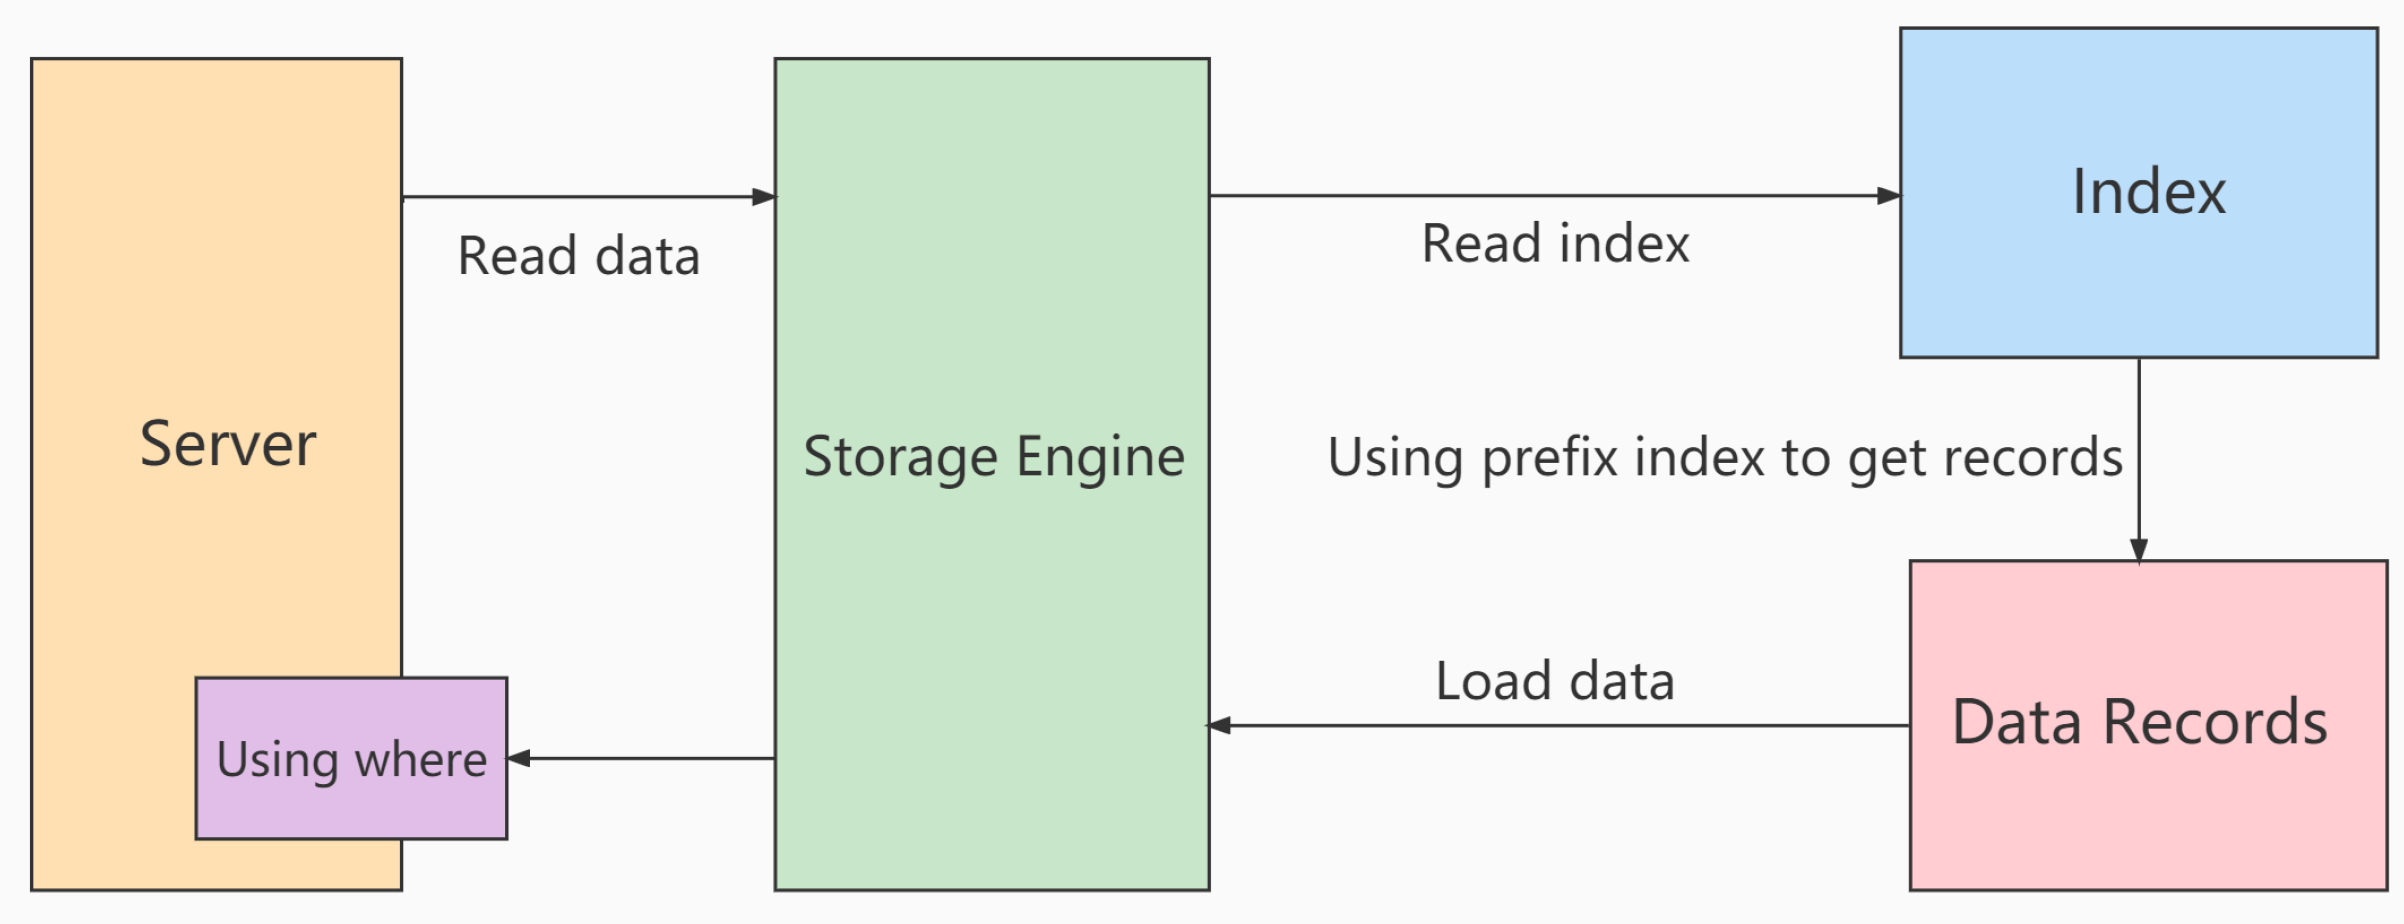 Server
Read data
Storage Engine
Read index
Index
Using prefix index to get records
Data Records
Load data
Using where